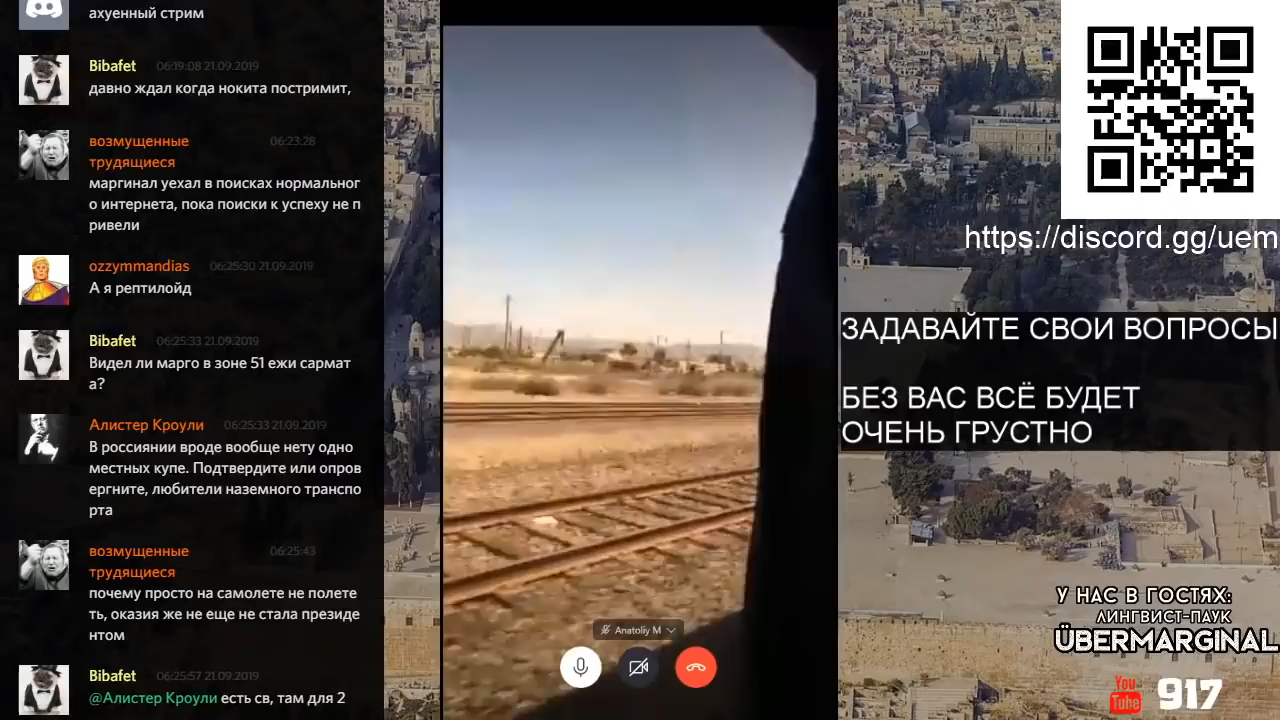 ахуенный стрим
Bibafet 06:19:08 21.09.2019
давно ждал когда нокита постримит,
возмущенные 06:23:28
трудящиеся
маргинал уехал в поисках нормальног
о интернета, пока поиски к успеху не п
ривели
ozzymmandias 06:25:30 21.09.2019
А я рептилойд
Bibafet 06:25:33 21.09.2019
Видел ли марго в зоне 51 ежи сармат
а?
Алистер Кроули 06:25:33 21.09.2019
В россиянии вроде вообще нету одно
местных купе. Подтвердите или опров
ергните, любители наземного транспо
рта
возмущенные 06:25:43
трудящиеся
почему просто на самолете не полете
ть, оказия же не еще не стала президе
нтом
Bibafet 06:25:57 21.09.2019
@Алистер Кроули есть св, там для 2
Anatoliy M
https://discord.gg/uem
ЗАДАВАЙТЕ СВОИ ВОПРОСЫ
БЕЗ ВАС ВСЁ БУДЕТ
ОЧЕНЬ ГРУСТНО
У НАС В ГОСТЯХ:
ЛИНГВИСТ-ПАУК
ÜBERMARGINAL
You Tube 917